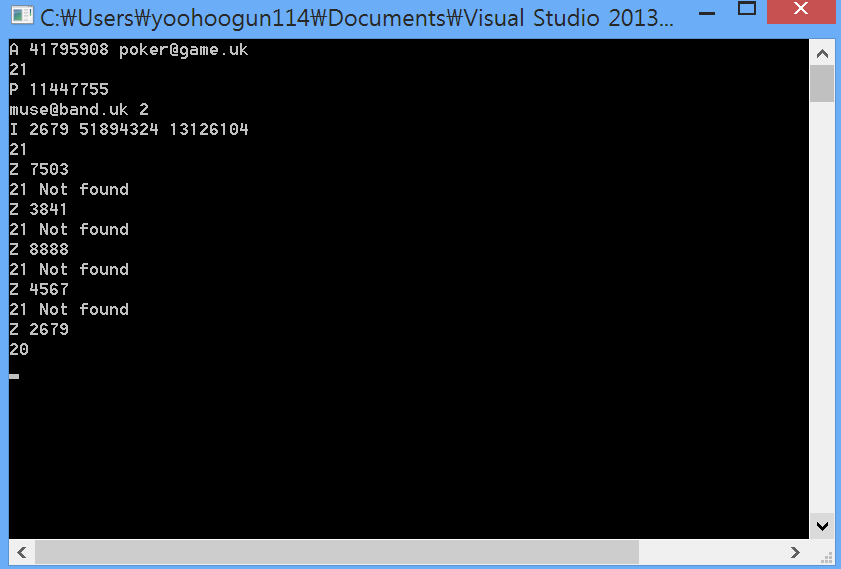 C:₩Users₩yoohoogun114₩Documents₩Visual Studio 2013...
A 41795908 poker@game.uk
21
P 11447755
muse@band.uk 2
I 2679 51894324 13126104
21
Z 7503
21 Not found
Z 3841
21 Not found
Z 8888
21 Not found
Z 4567
21 Not found
Z 2679
20